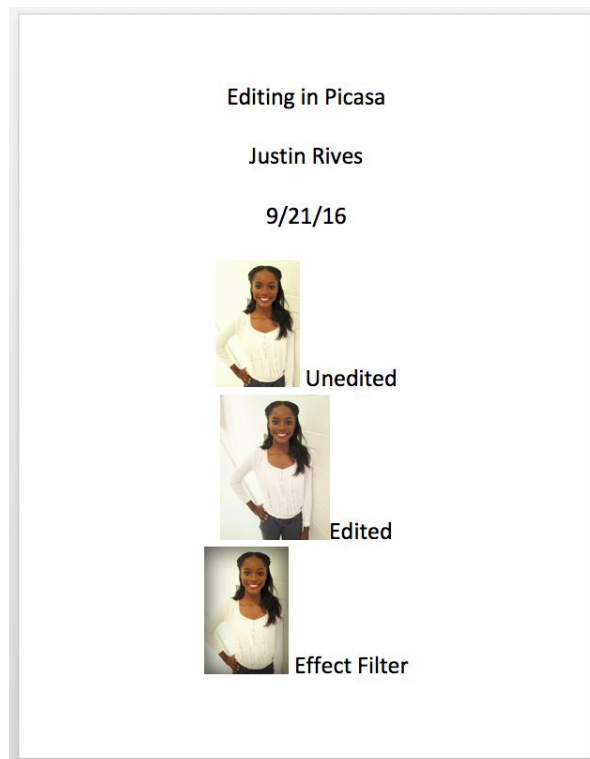 Editing in Picasa
Justin Rives
9/21/16
Unedited
Edited
Effect Filter